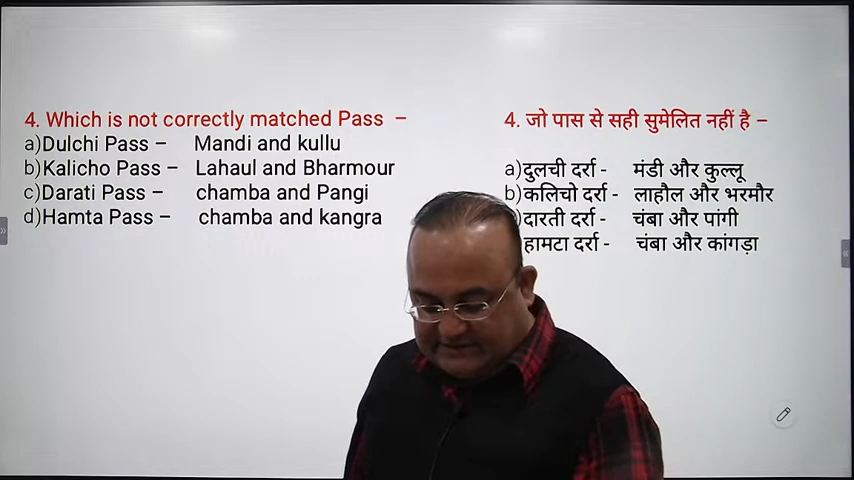 4. Which is not correctly matched Pass –
a)Dulchi Pass – Mandi and kullu
b)Kalicho Pass – Lahaul and Bharmour
c)Darati Pass – chamba and Pangi
d)Hamta Pass – chamba and kangra
4. जो पास से सही सुमेलित नहीं है –
a)दुलची दर्रा - मंडी और कुल्लू
b)कलिचो दर्रा - लाहौल और भरमौर
)दारती दर्रा - चंबा और पांगी
हामटा दर्रा - चंबा और कांगड़ा